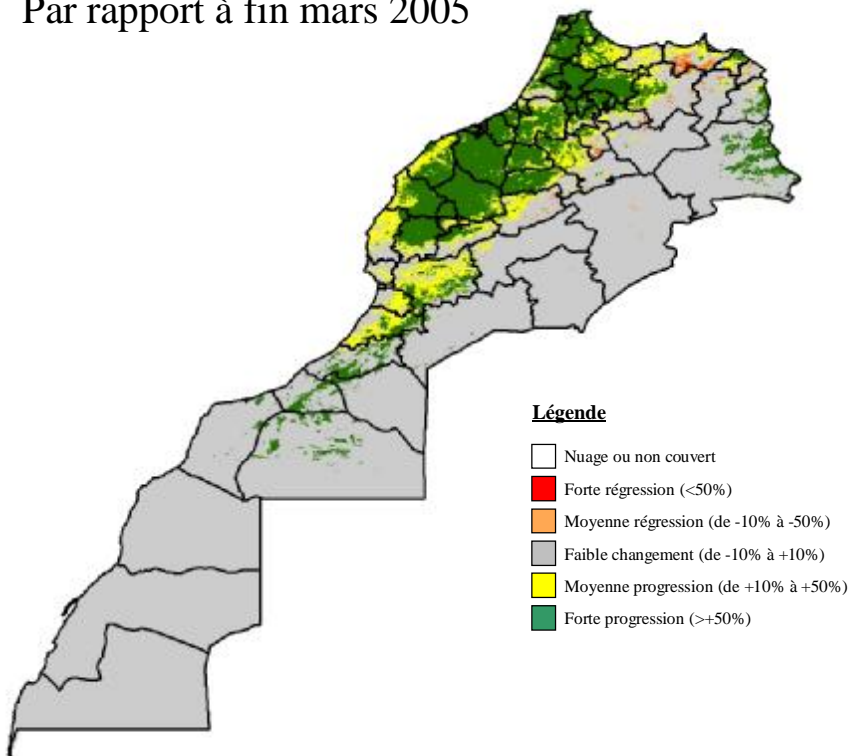 Par rapport à fin mars 2005
Légende
Nuage ou non couvert
Forte régression (<50%)
Moyenne régression (de -10% à -50%)
Faible changement (de -10% à +10%)
Moyenne progression (de +10% à +50%)
Forte progression (>+50%)